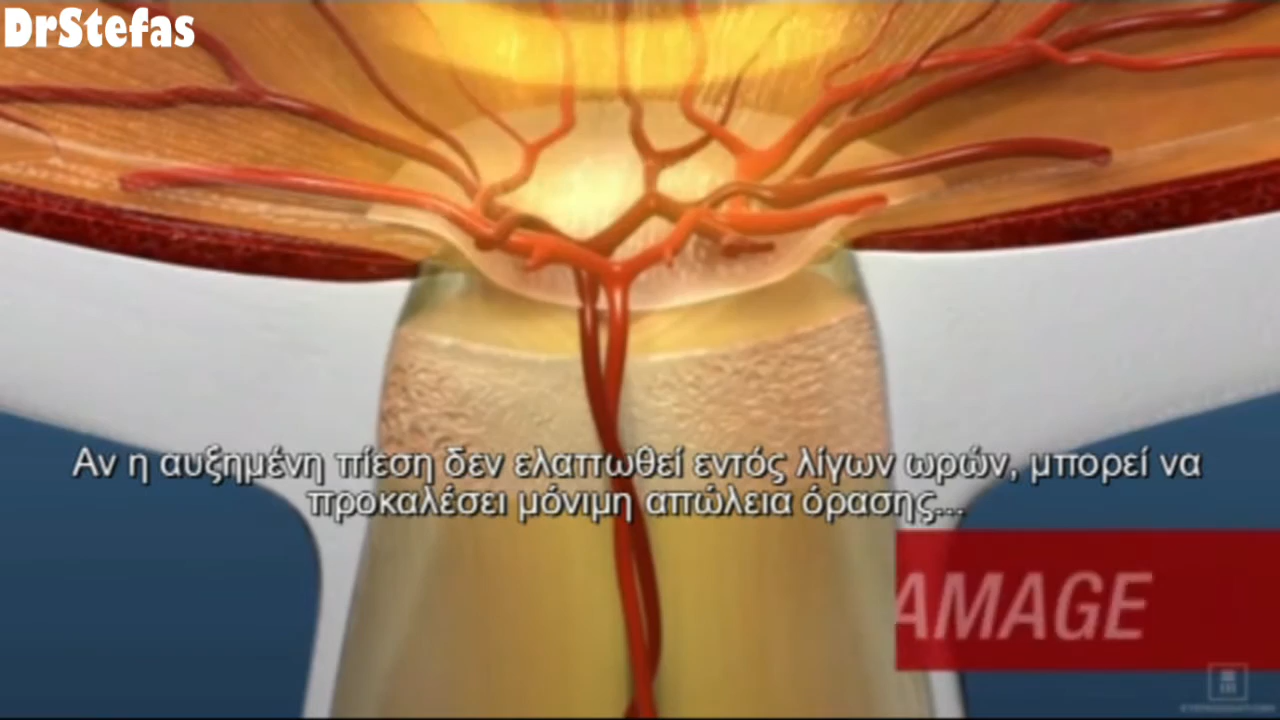 DrStefas
Αν η αυξημένη πίεση δεν ελαττωθεί εντός λίγων ωρών, μπορεί να
προκαλέσει μόνιμη απώλεια όρασης...
AMAGE